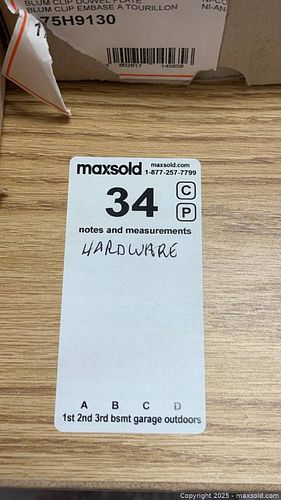 BLUM CLIP DOWEL PLATE
BLUM CLIP EMBASE A TOURILLON
75H9130
maxsold maxsold.com
1-877-257-7799
34 C
P
notes and measurements
HARDWARE
A B C D
1st 2nd 3rd bsmt garage outdoors
Copyright 2025 - maxsold.com